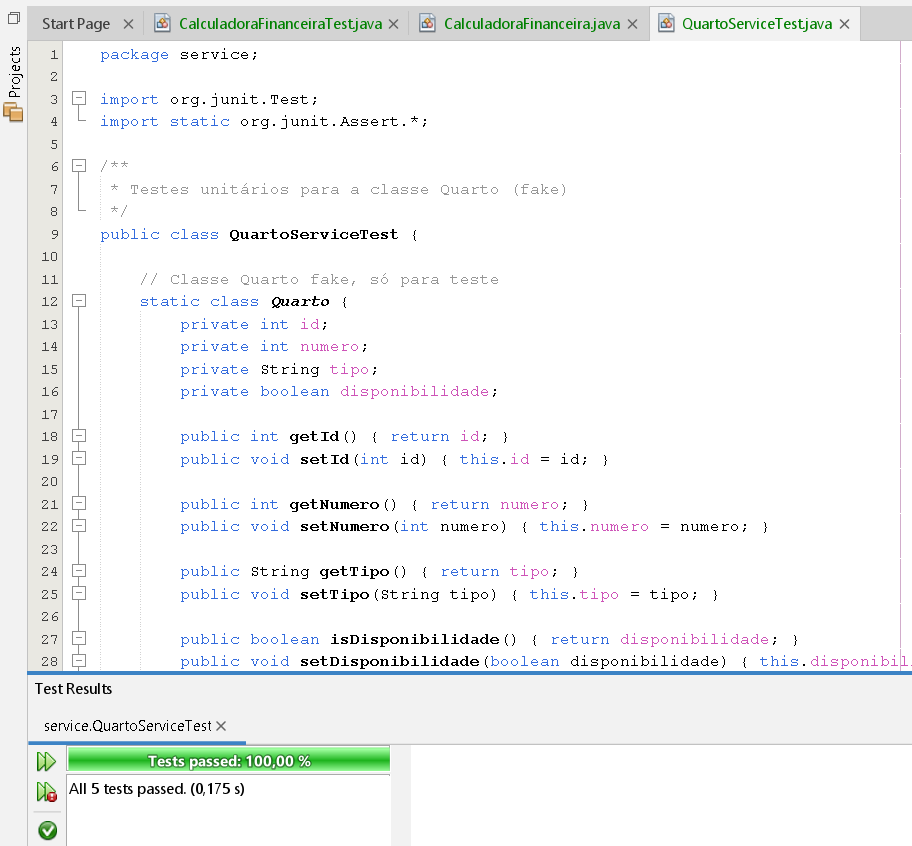 Start Page
CalculadoraFinanceiraTest.java
CalculadoraFinanceira.java
QuartoServiceTest.java
Projects
1 package service;
2
3 import org.junit.Test;
4 import static org.junit.Assert.*;
5
6 /**
7 * Testes unitários para a classe Quarto (fake)
8 */
9 public class QuartoServiceTest {
10
11 // Classe Quarto fake, só para teste
12 static class Quarto {
13 private int id;
14 private int numero;
15 private String tipo;
16 private boolean disponibilidade;
17
18 public int getId() { return id; }
19 public void setId(int id) { this.id = id; }
20
21 public int getNumero() { return numero; }
22 public void setNumero(int numero) { this.numero = numero; }
23
24 public String getTipo() { return tipo; }
25 public void setTipo(String tipo) { this.tipo = tipo; }
26
27 public boolean isDisponibilidade() { return disponibilidade; }
28 public void setDisponibilidade(boolean disponibilidade) { this.disponibil
Test Results
service.QuartoServiceTest
Tests passed: 100,00 %
All 5 tests passed. (0,175 s)